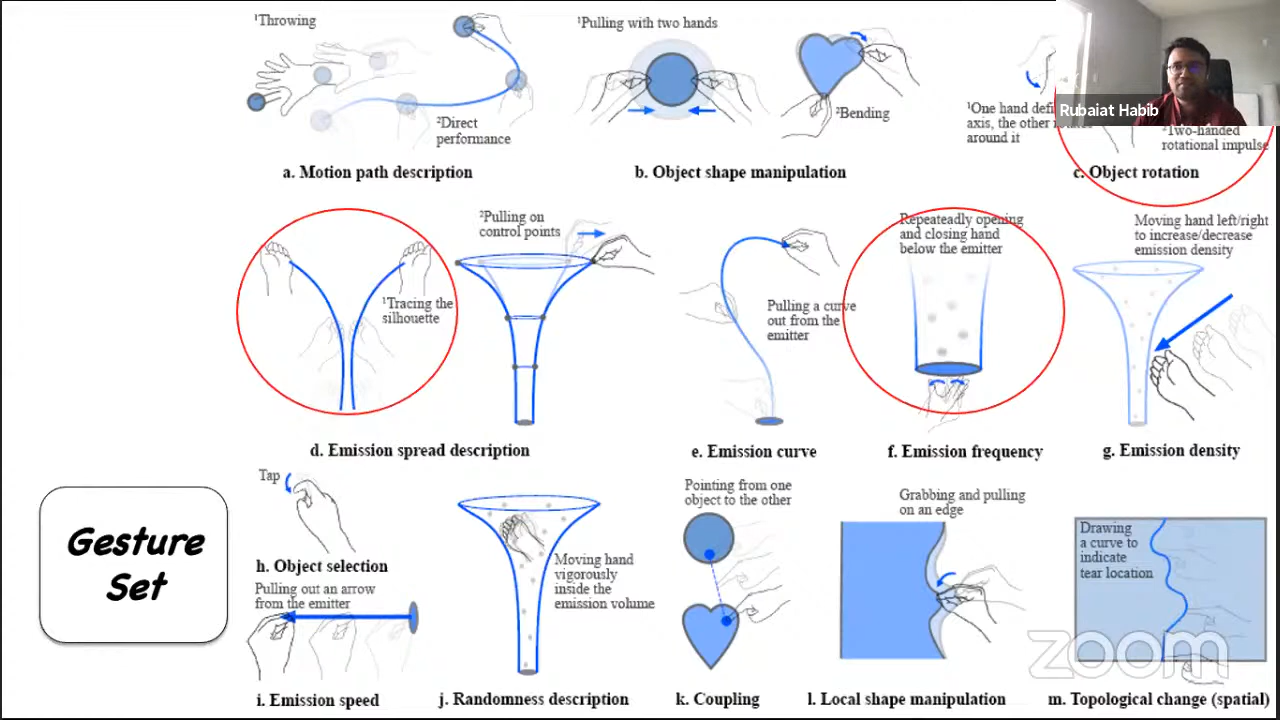 ¹Throwing
²Direct
performance
a. Motion path description
¹Pulling with two hands
²Bending
b. Object shape manipulation
¹One hand defi
axis, the other
around it
Rubaiat Habib
Two-handed
rotational impulse
c. Object rotation
¹Tracing the
silhouette
²Pulling on
control points
d. Emission spread description
Pulling a curve
out from the
emitter
e. Emission curve
Repeateadly opening
and closing hand
below the emitter
f. Emission frequency
Moving hand left/right
to increase/decrease
emission density
g. Emission density
Gesture
Set
Tap
h. Object selection
Pulling out an arrow
from the emitter
i. Emission speed
Moving hand
vigorously
inside the
emission volume
j. Randomness description
Pointing from one
object to the other
k. Coupling
Grabbing and pulling
on an edge
l. Local shape manipulation
Drawing
a curve to
indicate
tear location
m. Topological change (spatial)
zoom